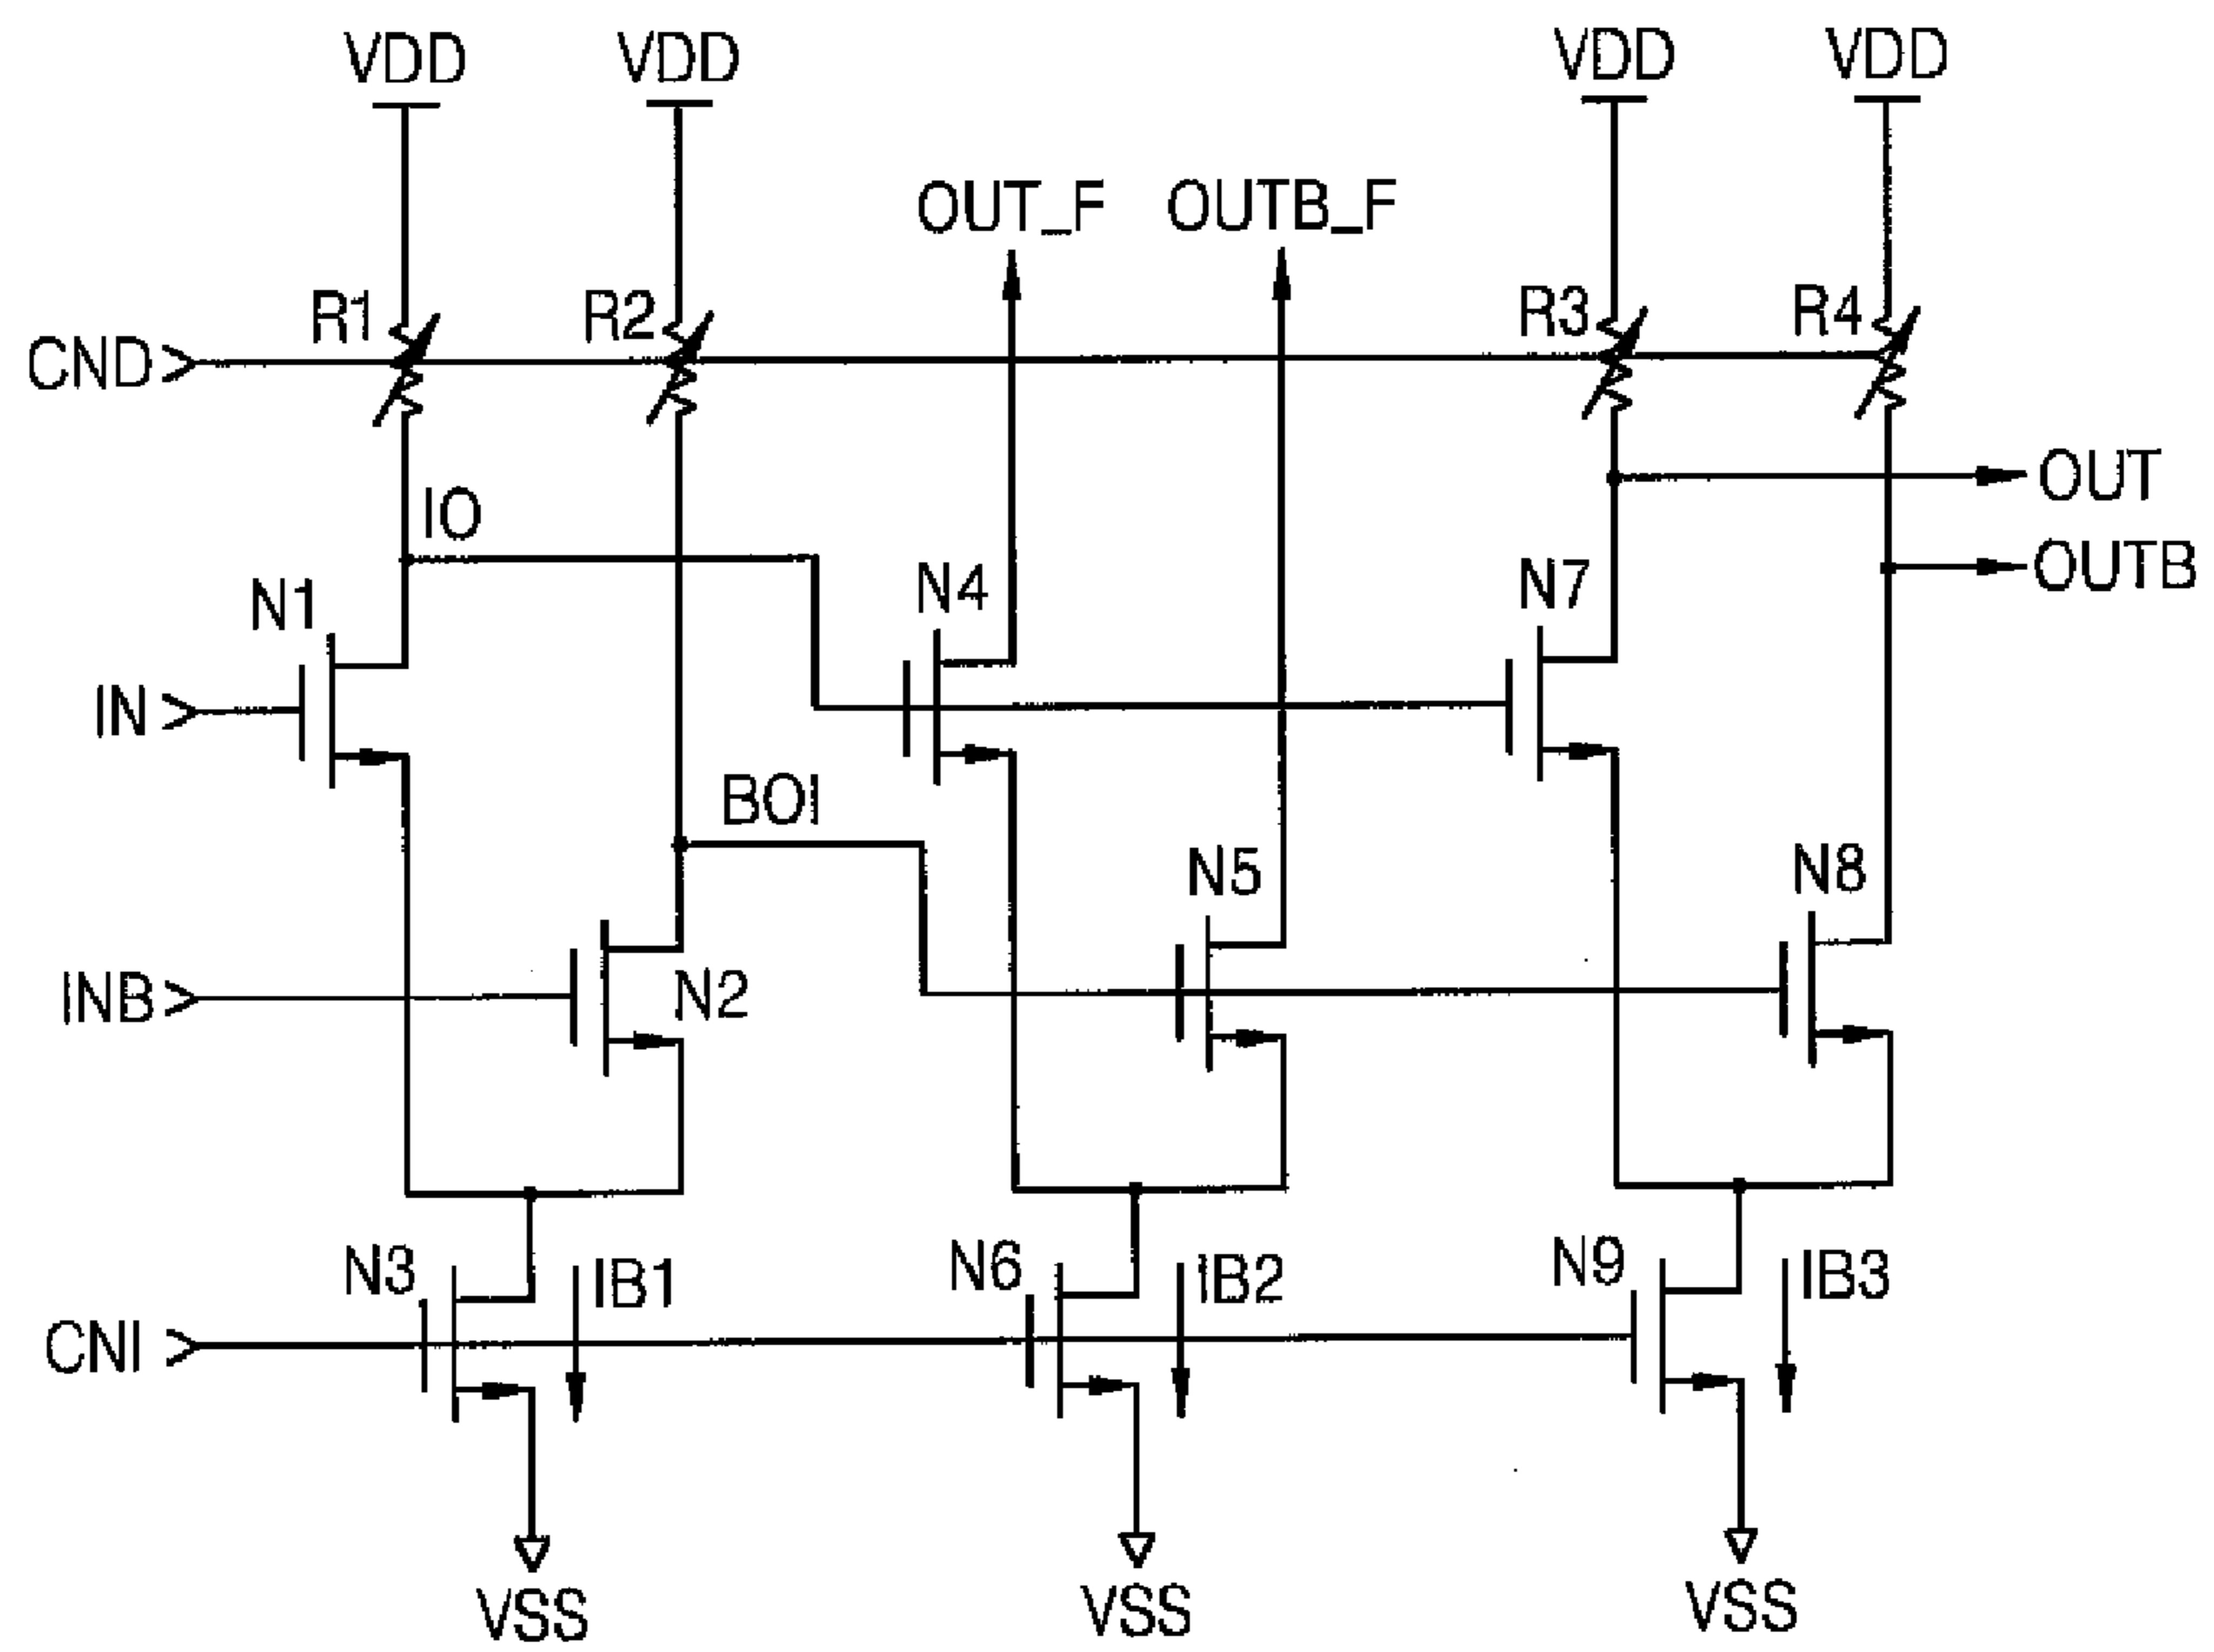 VDD
VDD
VDD
VDD
OUT_F
OUTB_F
R1
R2
R3
R4
CND
OUT
IO
OUTB
N1
N4
N7
IN
BOI
N5
N8
INB
N2
N3
IB1
N6
IB2
N9
IB3
CNI
VSS
VSS
VSS